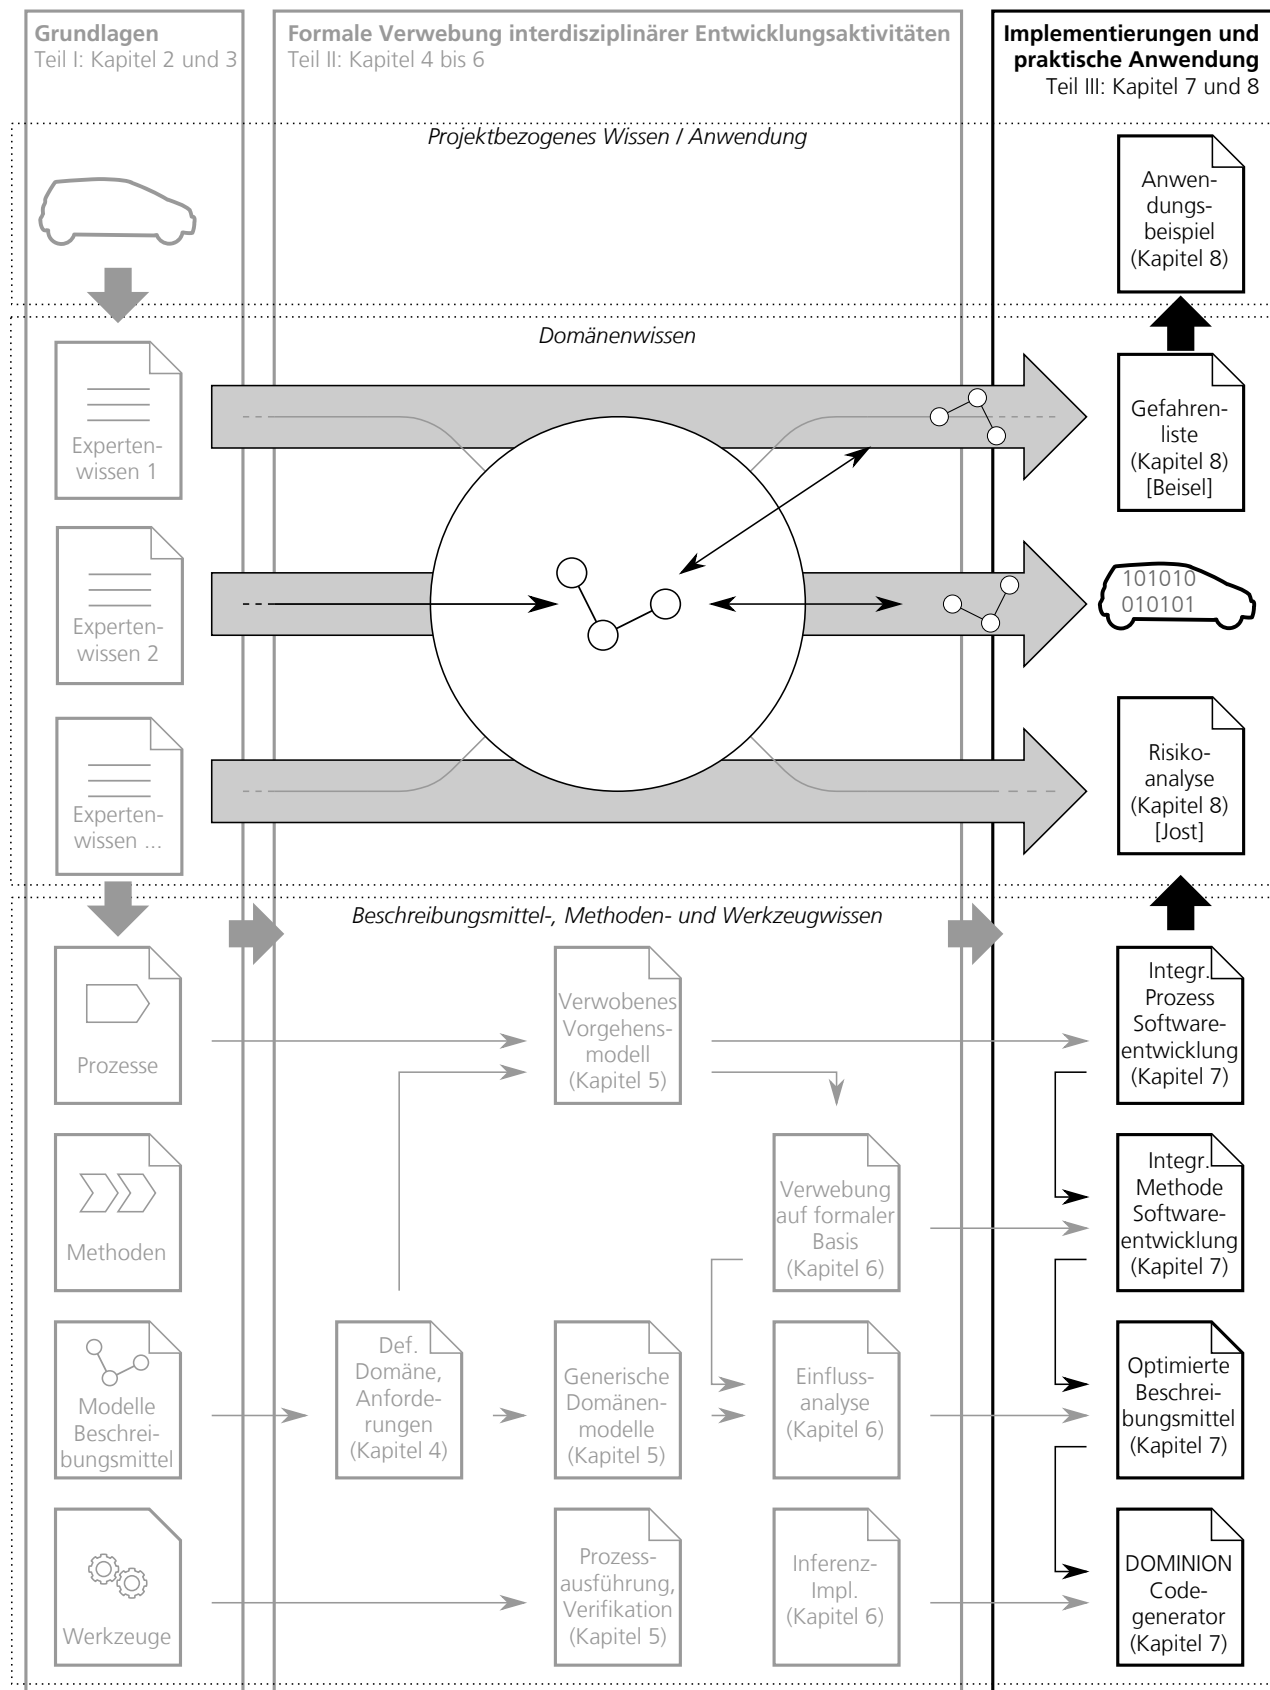 Grundlagen
Teil I: Kapitel 2 und 3
Formale Verwebung interdisziplinärer Entwicklungsaktivitäten
Teil II: Kapitel 4 bis 6
Implementierungen und
praktische Anwendung
Teil III: Kapitel 7 und 8
Projektbezogenes Wissen / Anwendung
Anwen-
dungs-
beispiel
(Kapitel 8)
Domänenwissen
Experten-
wissen 1
Gefahren-
liste
(Kapitel 8)
[Beisel]
Experten-
wissen 2
101010
010101
Experten-
wissen ...
Risiko-
analyse
(Kapitel 8)
[Jost]
Beschreibungsmittel-, Methoden- und Werkzeugwissen
Prozesse
Verwobenes
Vorgehens-
modell
(Kapitel 5)
Integr.
Prozess
Software-
entwicklung
(Kapitel 7)
Methoden
Verwebung
auf formaler
Basis
(Kapitel 6)
Integr.
Methode
Software-
entwicklung
(Kapitel 7)
Modelle
Beschrei-
bungsmittel
Def.
Domäne,
Anforde-
rungen
(Kapitel 4)
Generische
Domänen-
modelle
(Kapitel 5)
Einfluss-
analyse
(Kapitel 6)
Optimierte
Beschrei-
bungsmittel
(Kapitel 7)
Werkzeuge
Prozess-
ausführung,
Verifikation
(Kapitel 5)
Inferenz-
Impl.
(Kapitel 6)
DOMINION
Code-
generator
(Kapitel 7)